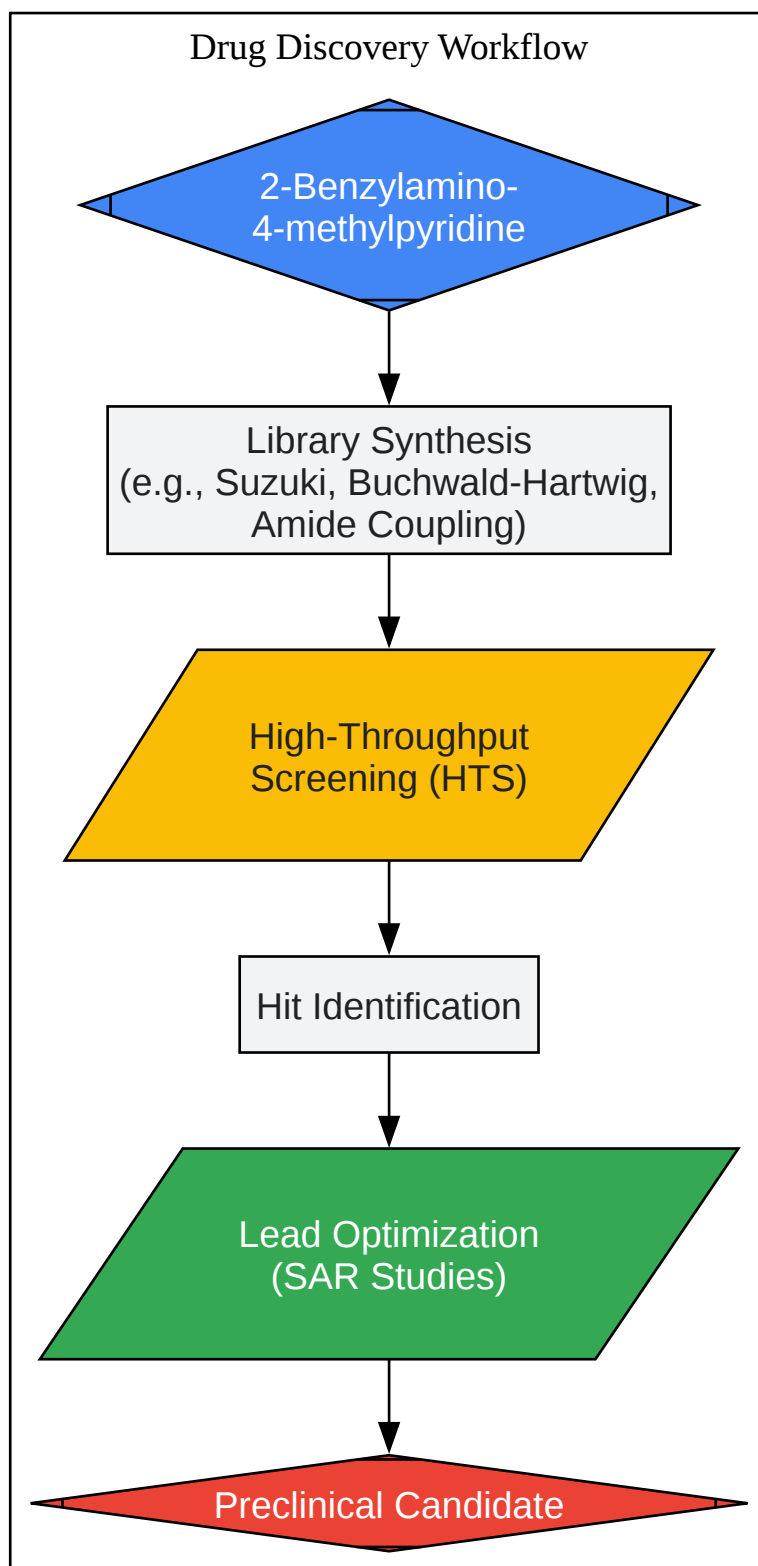 Drug Discovery Workflow
2-Benzylamino-
4-methylpyridine
Library Synthesis
(e.g., Suzuki, Buchwald-Hartwig,
Amide Coupling)
High-Throughput
Screening (HTS)
Hit Identification
Lead Optimization
(SAR Studies)
Preclinical Candidate